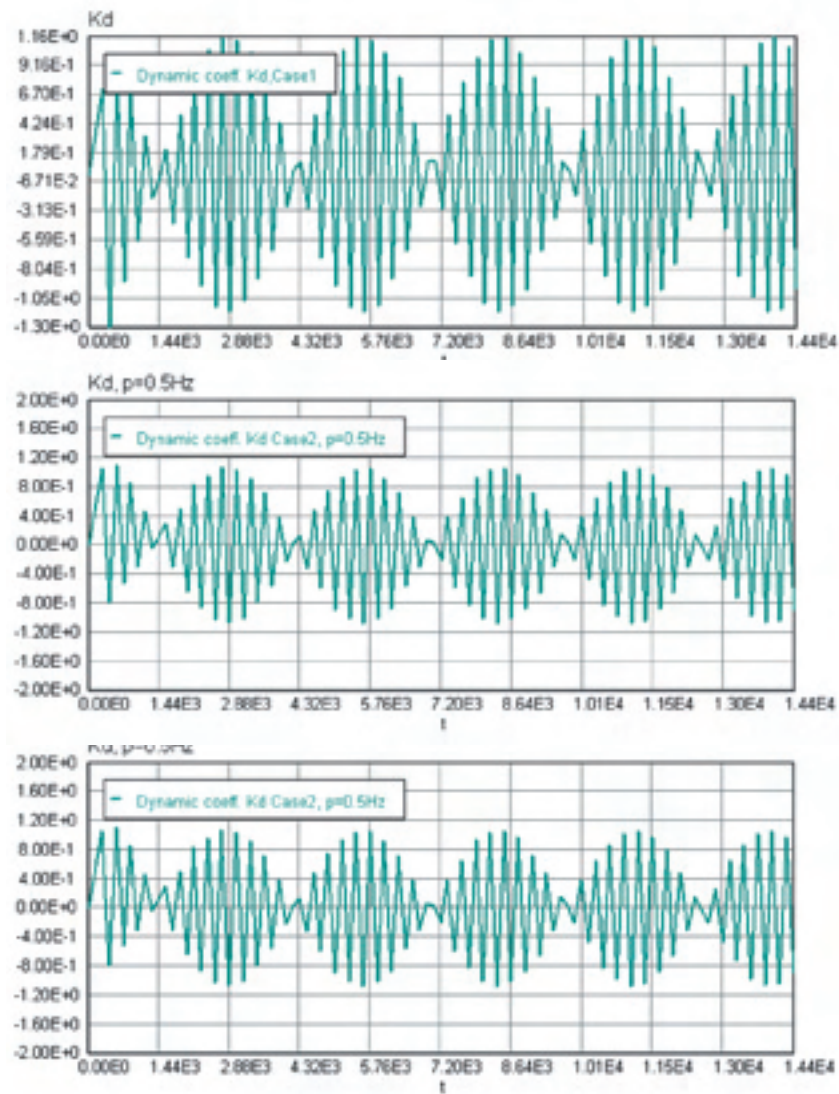 Kd
1.16E+0
9.16E-1
6.70E-1
4.24E-1
1.79E-1
-6.71E-2
-3.13E-1
-5.59E-1
-8.04E-1
-1.05E+0
-1.30E+0
Dynamic coeff. Kd,Case1
0.00E0 1.44E3 2.88E3 4.32E3 5.76E3 7.20E3 8.64E3 1.01E4 1.15E4 1.30E4 1.44E4
Kd, p=0.5Hz
2.00E+0
1.60E+0
1.20E+0
8.00E-1
4.00E-1
0.00E+0
-4.00E-1
-8.00E-1
-1.20E+0
-1.60E+0
-2.00E+0
Dynamic coeff. Kd Case2, p=0.5Hz
0.00E0 1.44E3 2.88E3 4.32E3 5.76E3 7.20E3 8.64E3 1.01E4 1.15E4 1.30E4 1.44E4
t
Kd, p=0.5Hz
2.00E+0
1.60E+0
1.20E+0
8.00E-1
4.00E-1
0.00E+0
-4.00E-1
-8.00E-1
-1.20E+0
-1.60E+0
-2.00E+0
Dynamic coeff. Kd Case2, p=0.5Hz
0.00E0 1.44E3 2.88E3 4.32E3 5.76E3 7.20E3 8.64E3 1.01E4 1.15E4 1.30E4 1.44E4
t